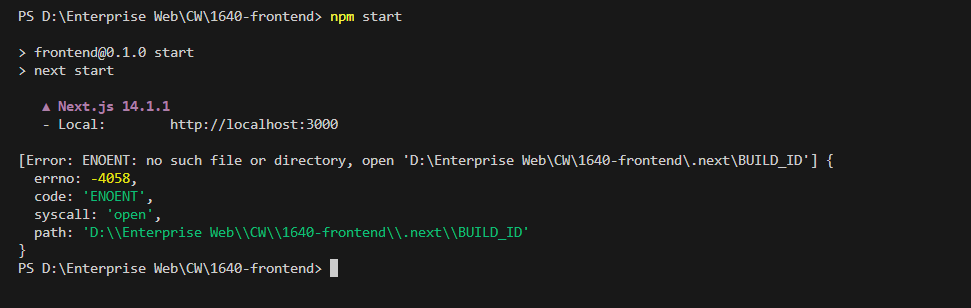 PS D:\Enterprise Web\CW\1640-frontend> npm start
> frontend@0.1.0 start
> next start
▲ Next.js 14.1.1
- Local: http://localhost:3000
[Error: ENOENT: no such file or directory, open 'D:\Enterprise Web\CW\1640-frontend\.next\BUILD_ID'] {
errno: -4058,
code: 'ENOENT',
syscall: 'open',
path: 'D:\\Enterprise Web\\CW\\1640-frontend\\.next\\BUILD_ID'
}
PS D:\Enterprise Web\CW\1640-frontend>